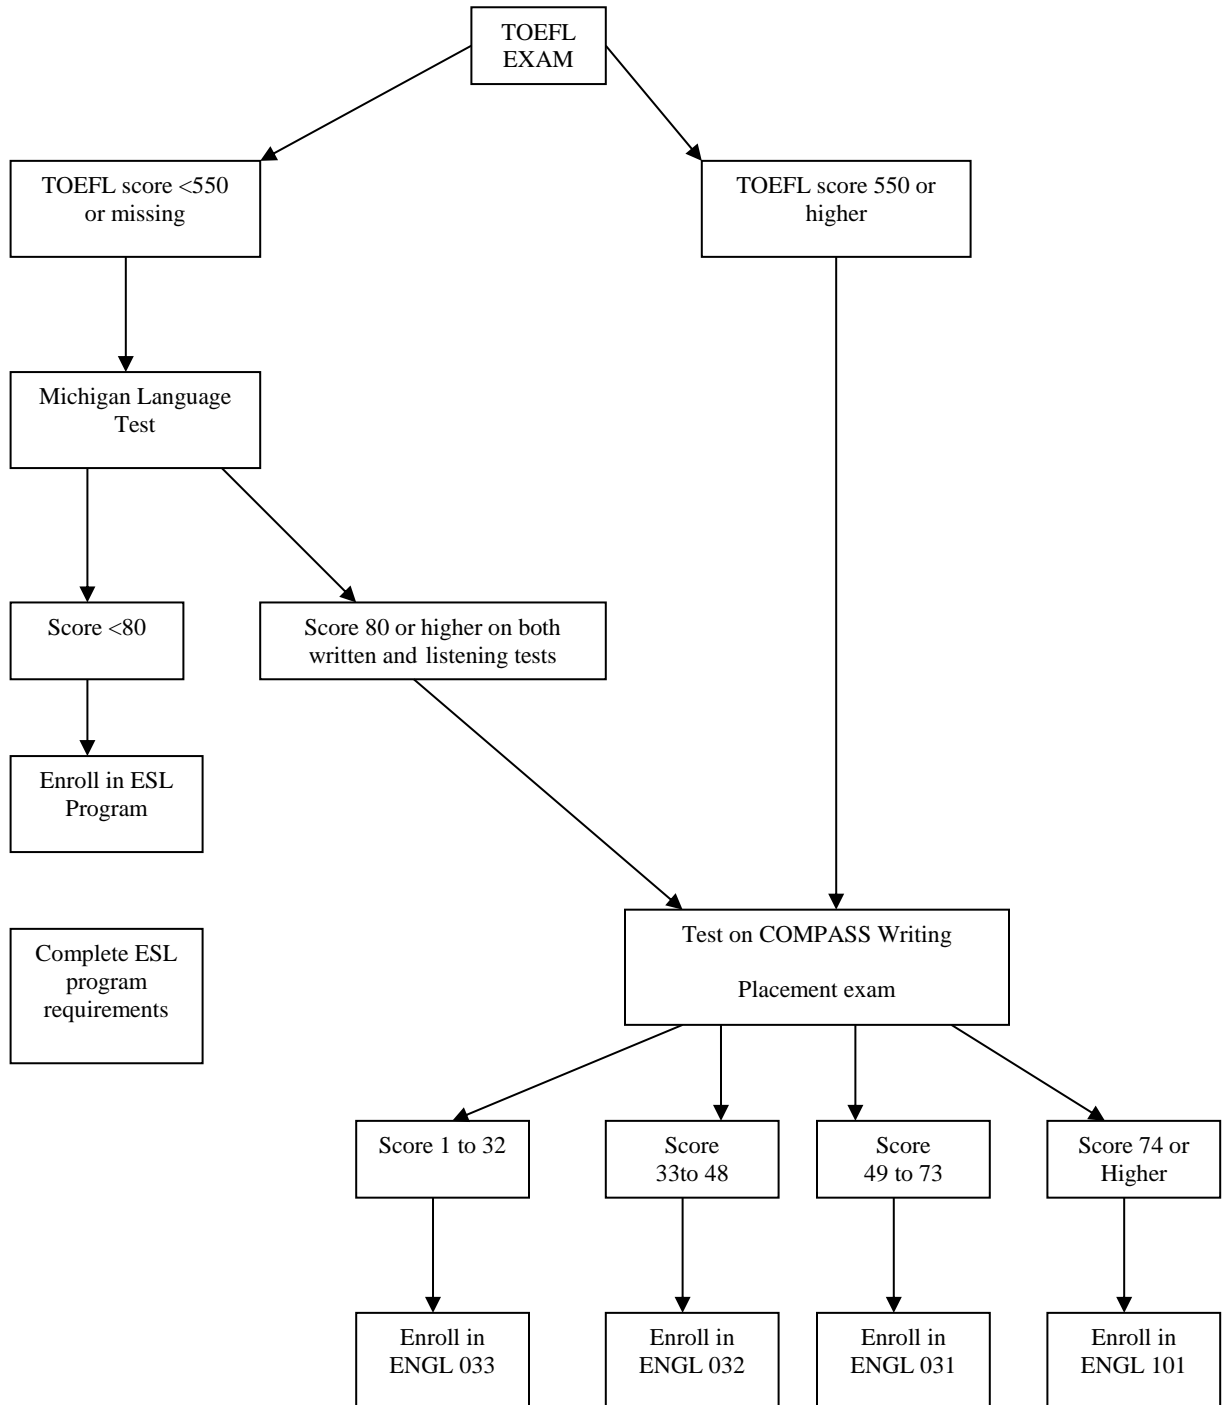 TOEFL
EXAM
TOEFL score <550
or missing
TOEFL score 550 or
higher
Michigan Language
Test
Score <80
Score 80 or higher on both
written and listening tests
Enroll in ESL
Program
Complete ESL
program
requirements
Test on COMPASS Writing
Placement exam
Score 1 to 32
Score
33to 48
Score
49 to 73
Score 74 or
Higher
Enroll in
ENGL 033
Enroll in
ENGL 032
Enroll in
ENGL 031
Enroll in
ENGL 101